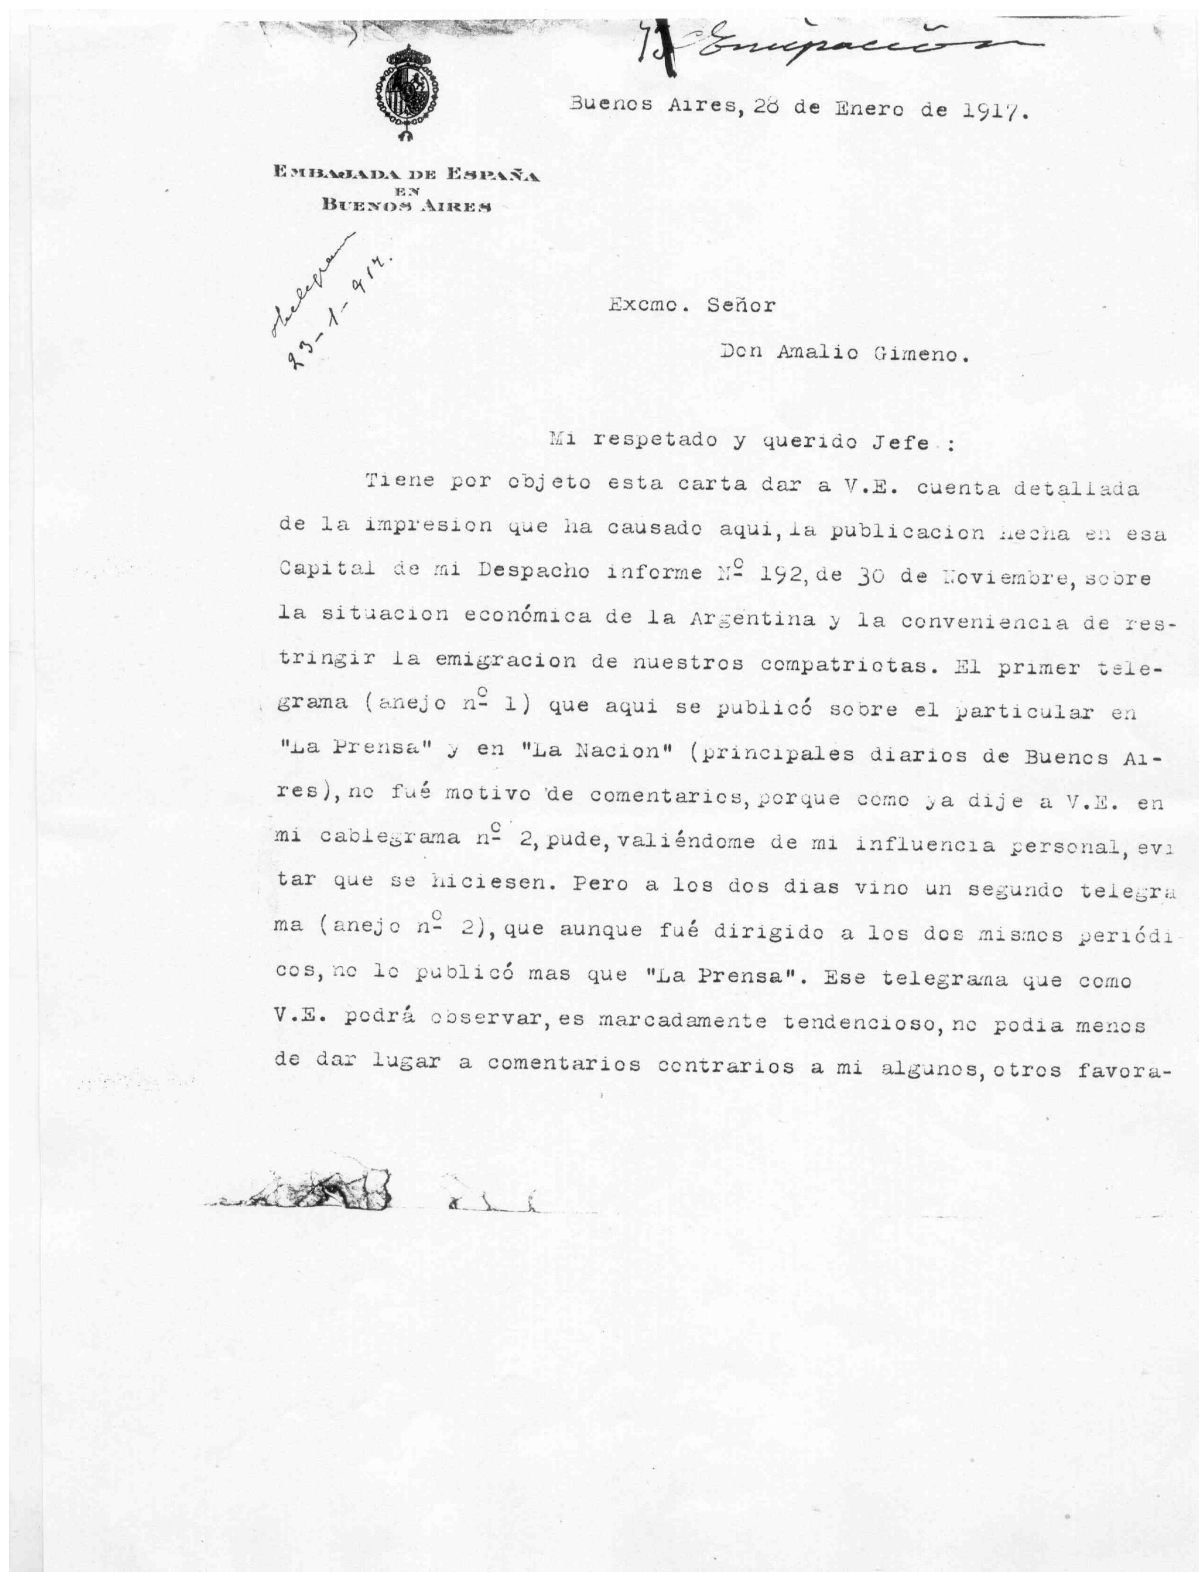 Emigración
Buenos Aires, 28 de Enero de 1917.
EMBAJADA DE ESPAÑA
EN
BUENOS AIRES
telegrama
23-1-917.
Excmo. Señor
Don Amalio Gimeno.
Mi respetado y querido Jefe :
Tiene por objeto esta carta dar a V.E. cuenta detallada
de la impresion que ha causado aqui, la publicacion hecha en esa
Capital de mi Despacho informe Nº 192, de 30 de Noviembre, sobre
la situacion económica de la Argentina y la conveniencia de res-
tringir la emigracion de nuestros compatriotas. El primer tele-
grama (anejo nº 1) que aqui se publicó sobre el particular en
"La Prensa" y en "La Nacion" (principales diarios de Buenos Ai-
res), no fué motivo de comentarios, porque como ya dije a V.E. en
mi cablegrama nº 2, pude, valiéndome de mi influencia personal, evi
tar que se hiciesen. Pero a los dos dias vino un segundo telegra
ma (anejo nº 2), que aunque fué dirigido a los dos mismos periódi
cos, no lo publicó mas que "La Prensa". Ese telegrama que como
V.E. podrá observar, es marcadamente tendencioso, no podia menos
de dar lugar a comentarios contrarios a mi algunos, otros favora-